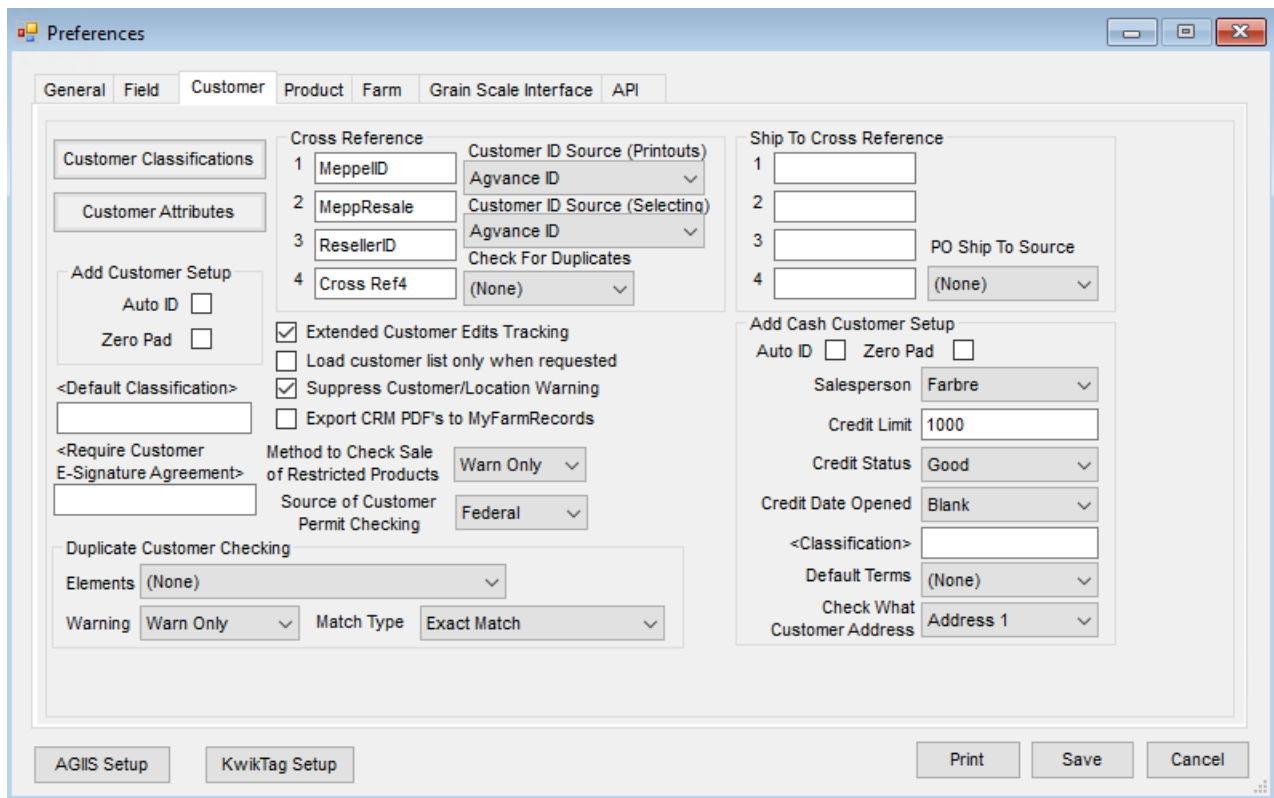 Preferences
General Field Customer Product Farm Grain Scale Interface API
Customer Classifications
Customer Attributes
Add Customer Setup
Auto ID
Zero Pad
<Default Classification>
<Require Customer
E-Signature Agreement>
Cross Reference
1 MeppelID
2 MeppResale
3 ResellerID
4 Cross Ref4
Customer ID Source (Printouts)
Agvance ID
Customer ID Source (Selecting)
Agvance ID
Check For Duplicates
(None)
Extended Customer Edits Tracking
Load customer list only when requested
Suppress Customer/Location Warning
Export CRM PDF's to MyFarmRecords
Method to Check Sale
of Restricted Products
Warn Only
Source of Customer
Permit Checking
Federal
Duplicate Customer Checking
Elements (None)
Warning Warn Only Match Type Exact Match
Ship To Cross Reference
1
2
3
4
PO Ship To Source
(None)
Add Cash Customer Setup
Auto ID Zero Pad
Salesperson Farbre
Credit Limit 1000
Credit Status Good
Credit Date Opened Blank
<Classification>
Default Terms (None)
Check What
Customer Address
Address 1
AGIIS Setup KwikTag Setup Print Save Cancel